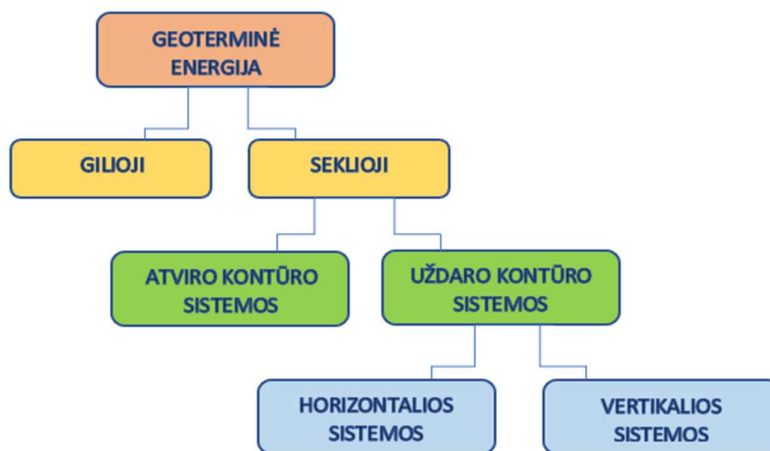 GEOTERMINĖ
ENERGIJA
GILIOJI
SEKLIOJI
ATVIRO KONTŪRO
SISTEMOS
UŽDARO KONTŪRO
SISTEMOS
HORIZONTALIOS
SISTEMOS
VERTIKALIOS
SISTEMOS